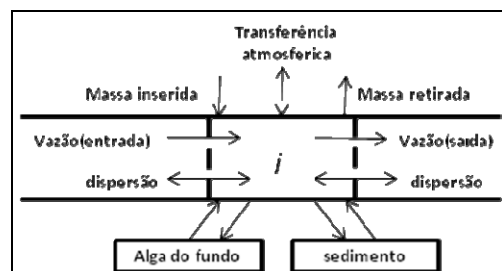 Transferência
atmosferica
Massa inserida
Massa retirada
Vazão(entrada)
Vazão(saída)
i
dispersão
dispersão
Alga do fundo
sedimento